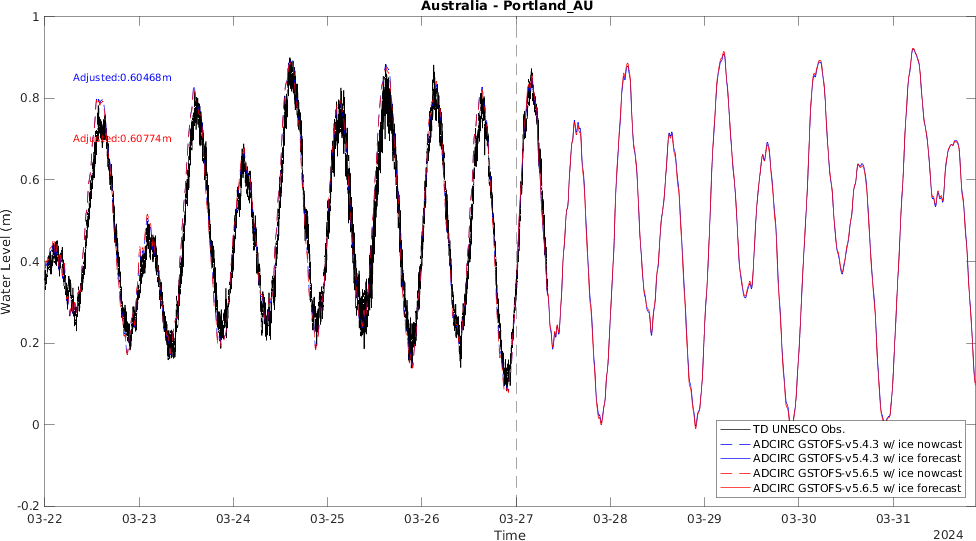 Australia - Portland_AU
1
0.8
0.6
0.4
0.2
0
-0.2
Water Level (m)
Adjusted:0.60468m
Adjusted:0.60774m
TD UNESCO Obs.
ADCIRC GSTOFS-v5.4.3 w/ ice nowcast
ADCIRC GSTOFS-v5.4.3 w/ ice forecast
ADCIRC GSTOFS-v5.6.5 w/ ice nowcast
ADCIRC GSTOFS-v5.6.5 w/ ice forecast
03-22 03-23 03-24 03-25 03-26 03-27 03-28 03-29 03-30 03-31
Time
2024